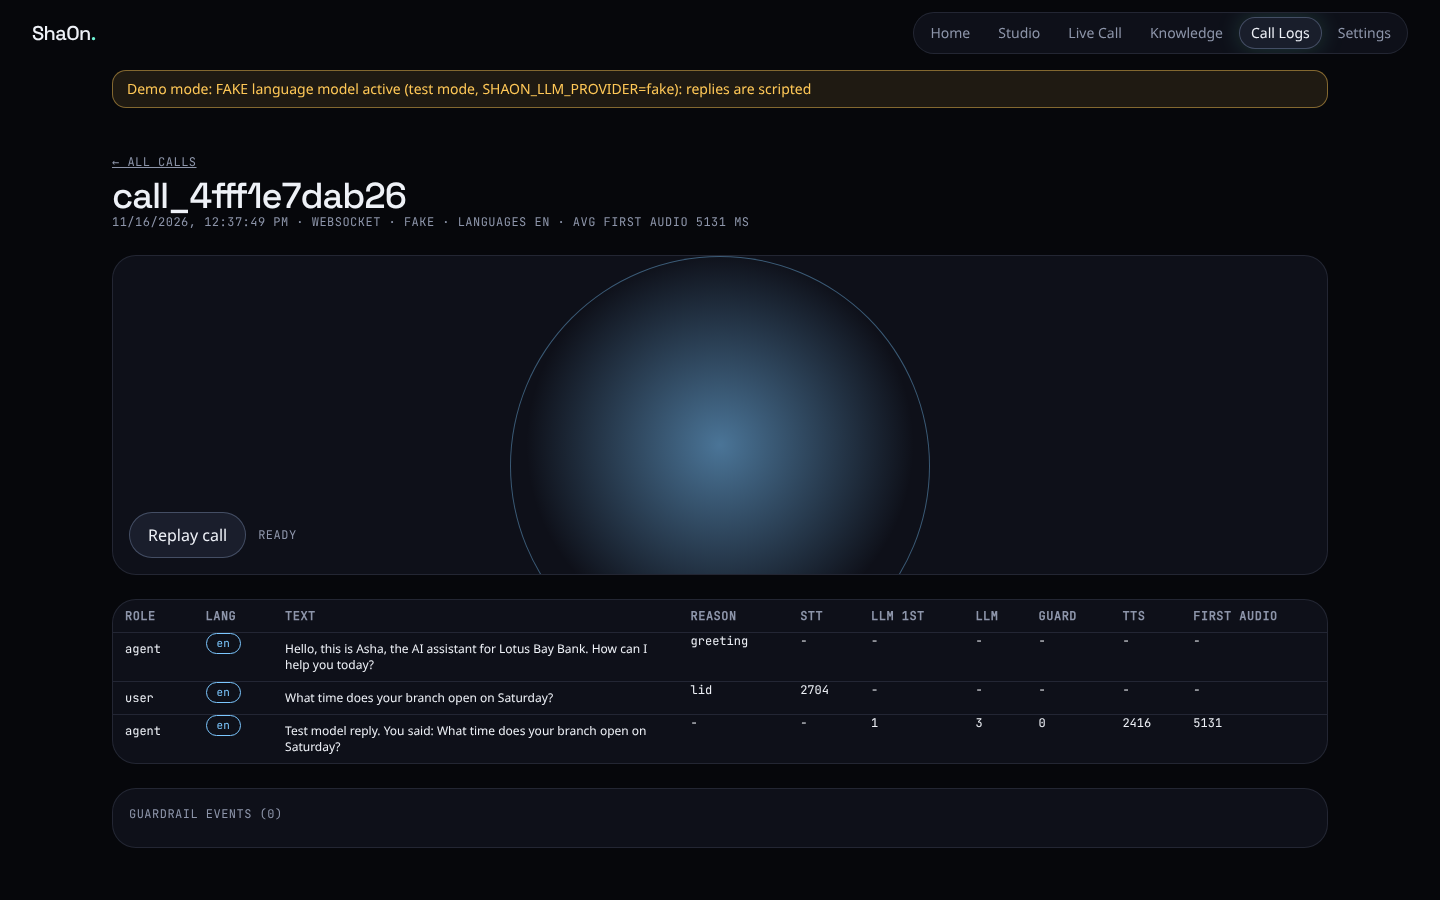 ShaOn.
Home Studio Live Call Knowledge Call Logs Settings
Demo mode: FAKE language model active (test mode, SHAON_LLM_PROVIDER=fake): replies are scripted
← ALL CALLS
call_4fff1e7dab26
11/16/2026, 12:37:49 PM · WEBSOCKET · FAKE · LANGUAGES EN · AVG FIRST AUDIO 5131 MS
Replay call READY
ROLE LANG TEXT REASON STT LLM 1ST LLM GUARD TTS FIRST AUDIO
agent en Hello, this is Asha, the AI assistant for Lotus Bay Bank. How can I greeting - - - - - -
help you today?
user en What time does your branch open on Saturday? lid 2704 - - - - -
agent en Test model reply. You said: What time does your branch open on - - 1 3 0 2416 5131
Saturday?
GUARDRAIL EVENTS (0)